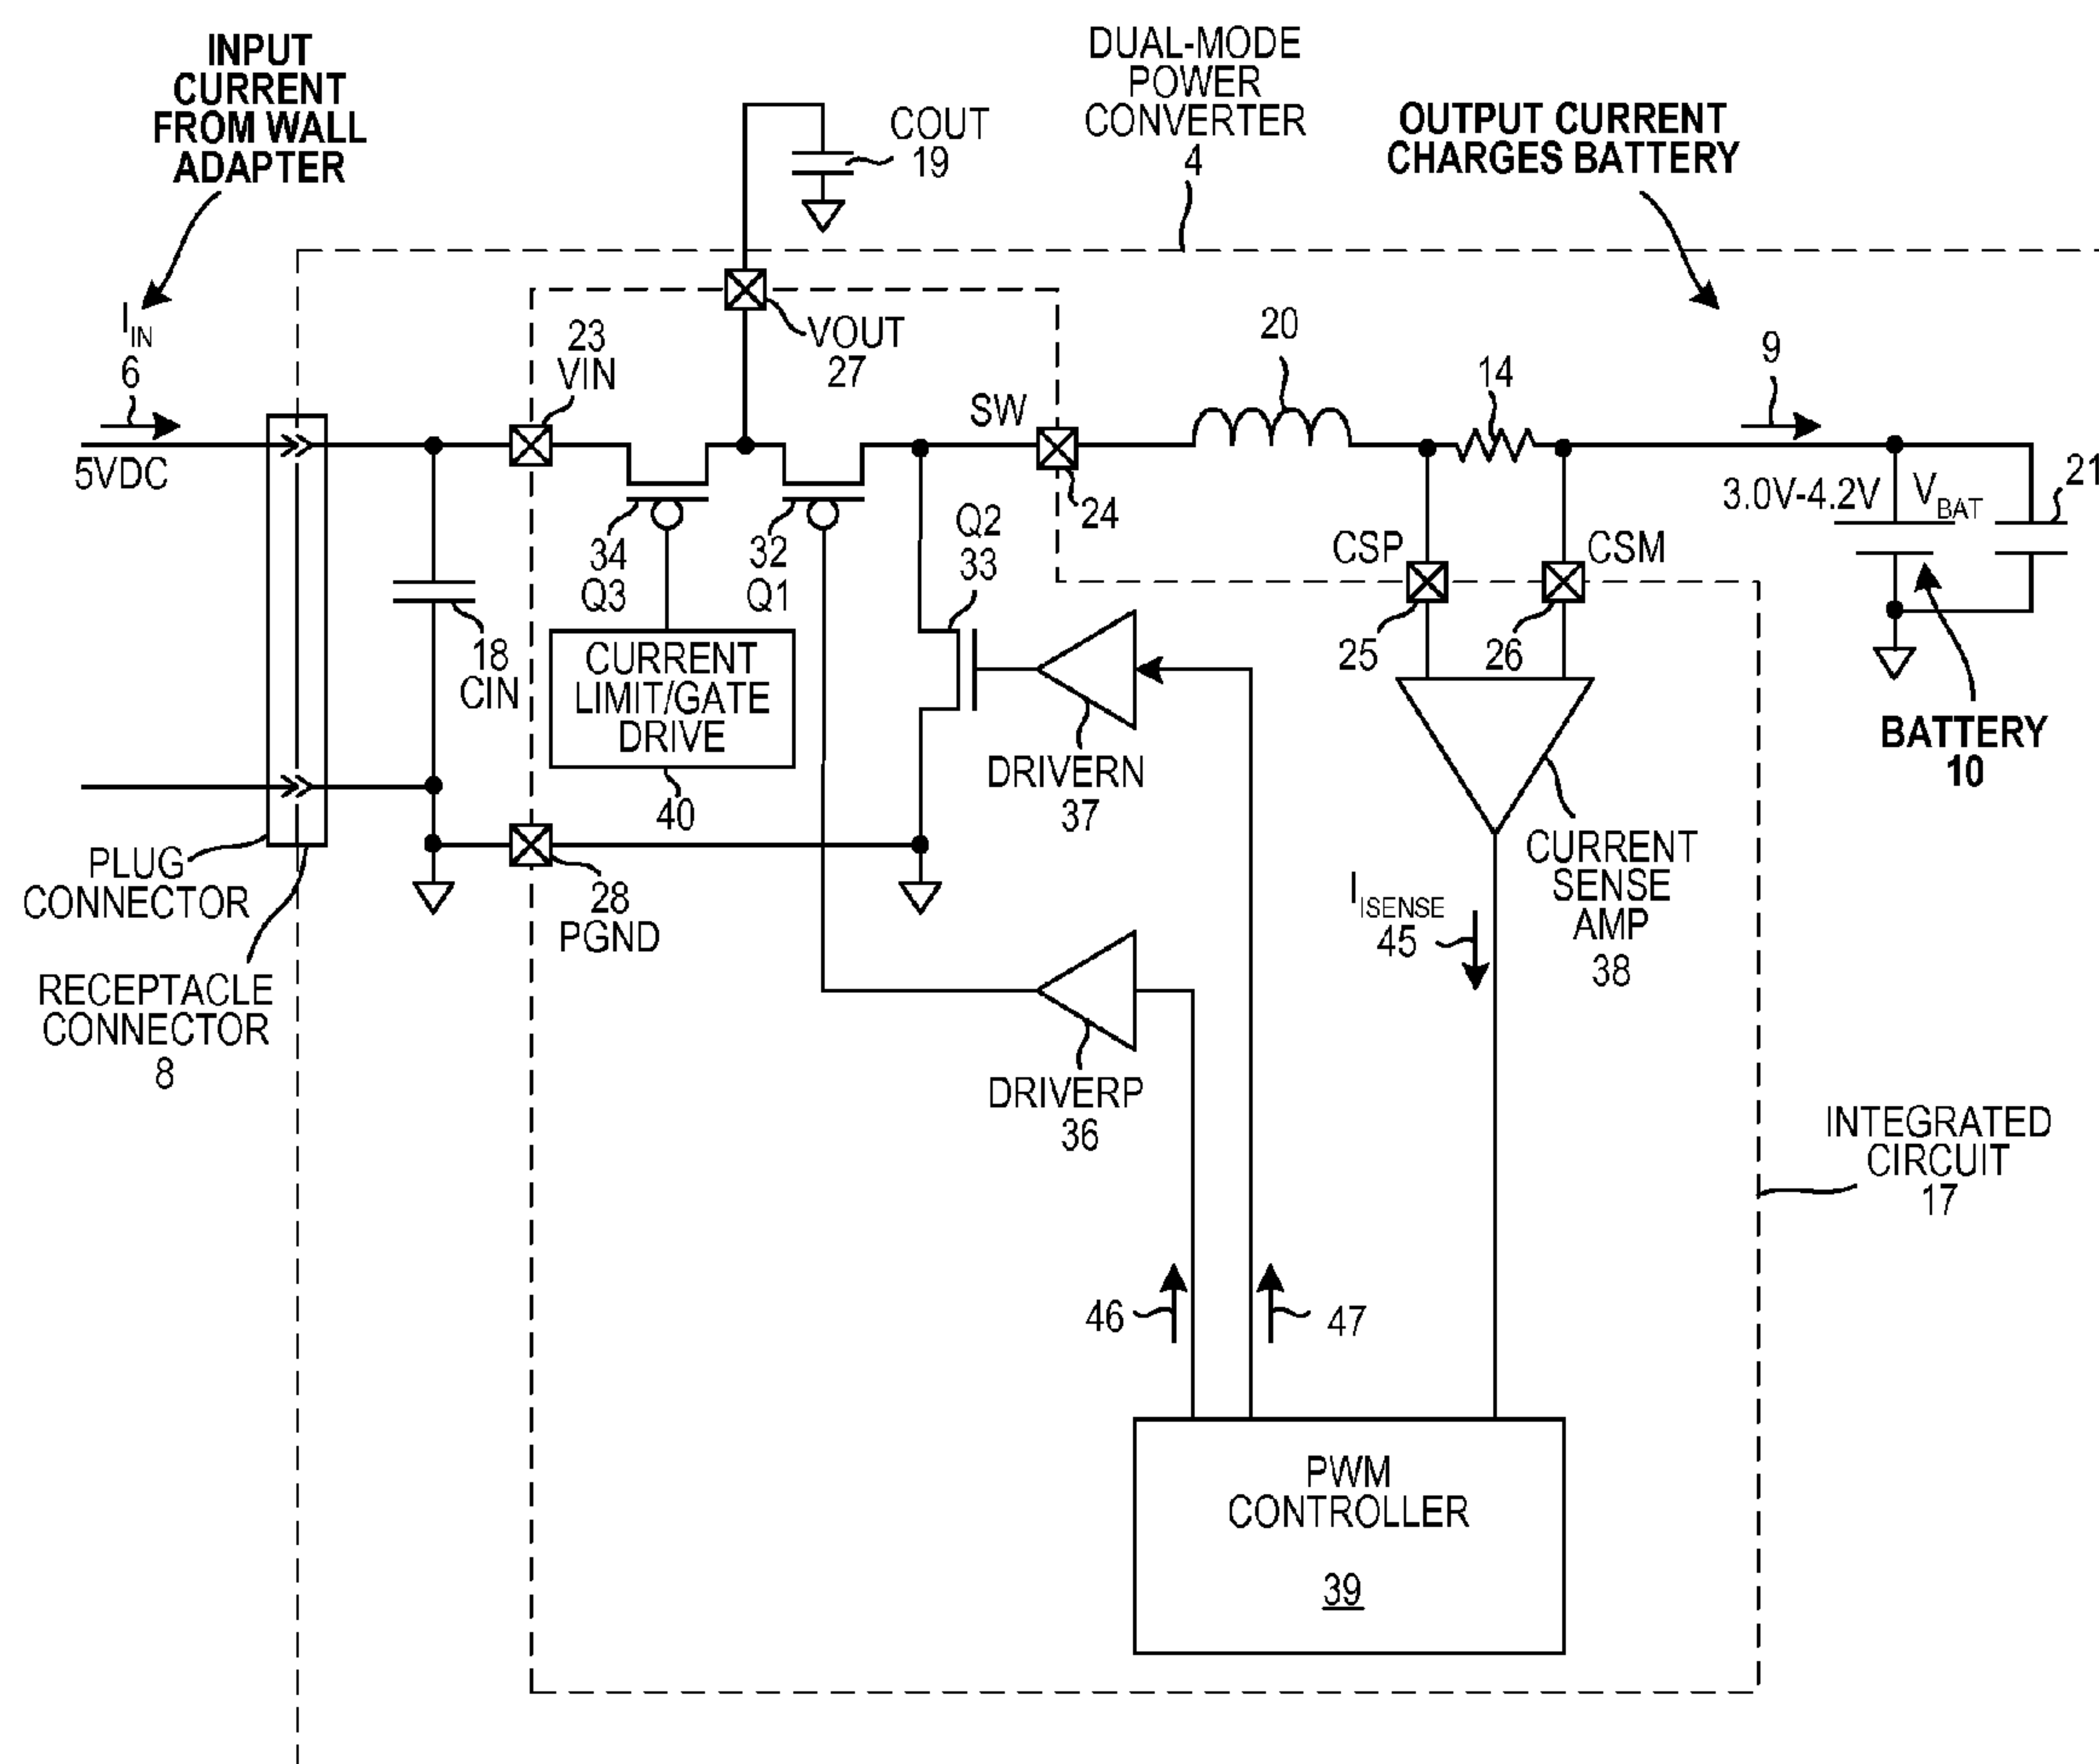 INPUT
CURRENT
FROM WALL
ADAPTER
DUAL-MODE
POWER
CONVERTER
4
OUTPUT CURRENT
CHARGES BATTERY
COUT
19
I_IN
6
5VDC
23
VIN
VOUT
27
SW
24
20
14
9
3.0V-4.2V
V_BAT
21
34
Q3
32
Q1
Q2
33
CSP
CSM
25
26
18
CIN
CURRENT
LIMIT/GATE
DRIVE
40
DRIVERN
37
BATTERY
10
PLUG
CONNECTOR
28
PGND
CURRENT
SENSE
AMP
38
I_ISENSE
45
RECEPTACLE
CONNECTOR
8
DRIVERP
36
INTEGRATED
CIRCUIT
17
46
47
PWM
CONTROLLER
39